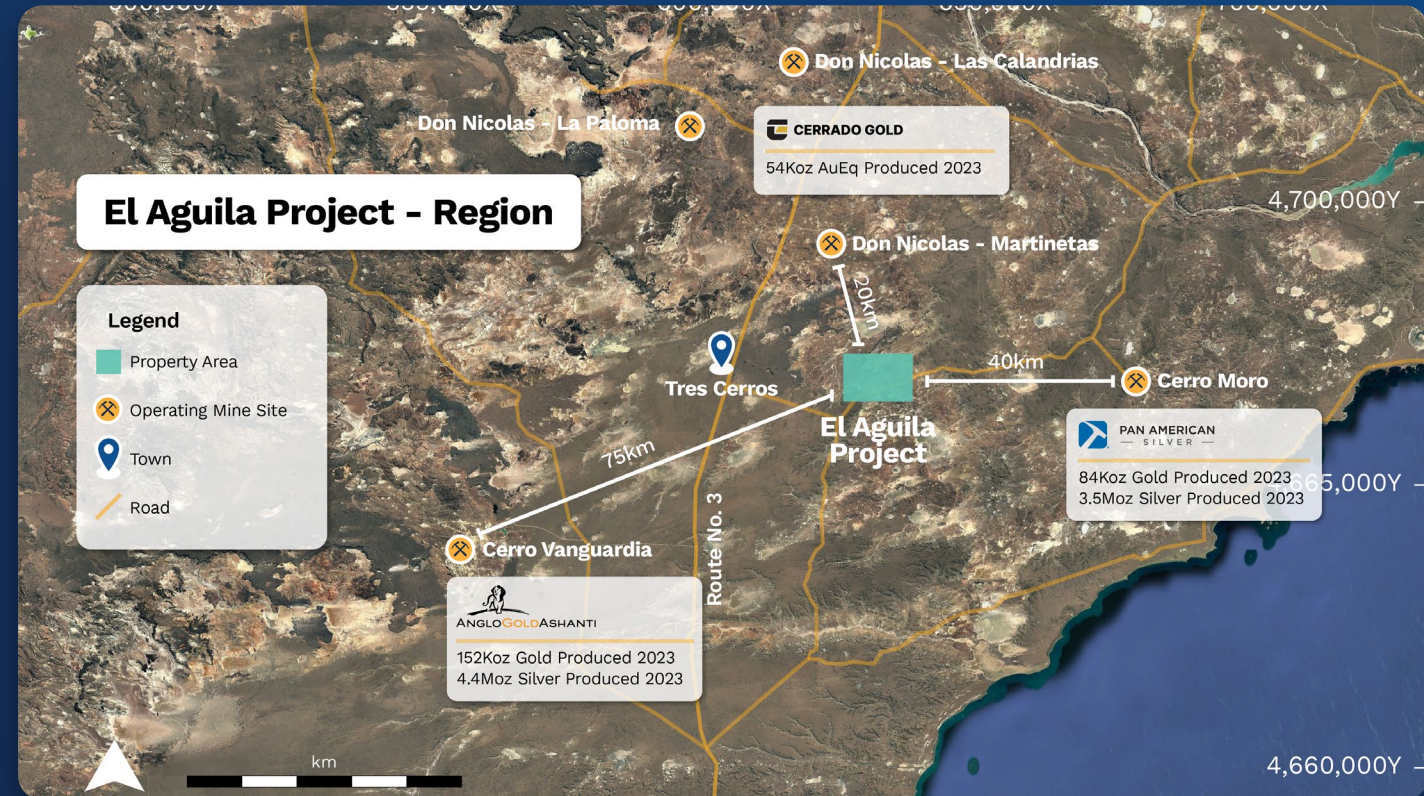 Don Nicolas - Las Calandrias
Don Nicolas - La Paloma
CERRADO GOLD
54Koz AuEq Produced 2023
4,700,000Y
El Aguila Project - Region
Don Nicolas - Martinetas
20km
Legend
Property Area
Operating Mine Site
Town
Road
Tres Cerros
40km
Cerro Moro
El Aguila
Project
PAN AMERICAN
SILVER
84Koz Gold Produced 2023
3.5Moz Silver Produced 2023
75km
Route No. 3
Cerro Vanguardia
ANGLOGOLDASHANTI
152Koz Gold Produced 2023
4.4Moz Silver Produced 2023
km
4,660,000Y